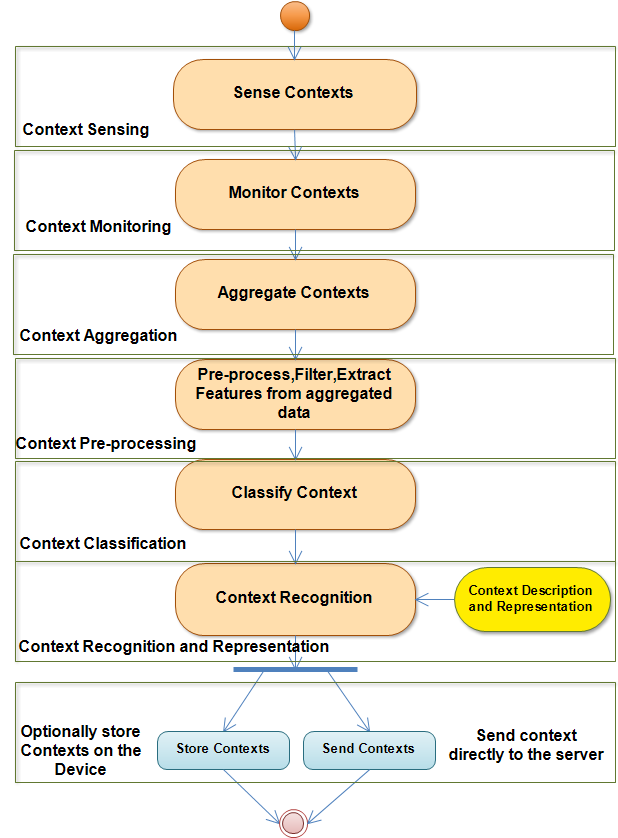 Sense Contexts
Context Sensing
Monitor Contexts
Context Monitoring
Aggregate Contexts
Context Aggregation
Pre-process,Filter,Extract
Features from aggregated
data
Context Pre-processing
Classify Context
Context Classification
Context Recognition
Context Description
and Representation
Context Recognition and Representation
Optionally store
Contexts on the
Device
Store Contexts
Send Contexts
Send context
directly to the server